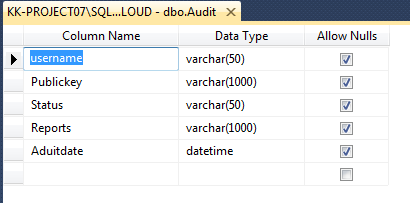 KK-PROJECT07\SQL...LOUD - dbo.Audit
Column Name Data Type Allow Nulls
username varchar(50)
Publickey varchar(1000)
Status varchar(50)
Reports varchar(1000)
Aduitdate datetime